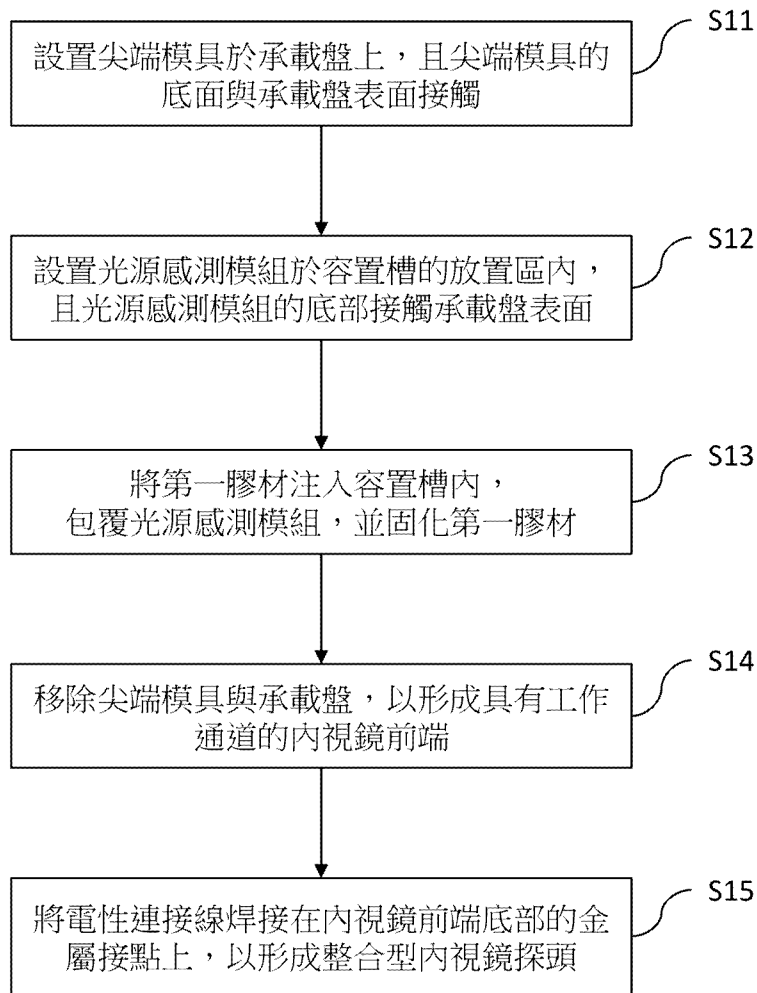 S11
設置尖端模具於承載盤上，且尖端模具的
底面與承載盤表面接觸
S12
設置光源感測模組於容置槽的放置區內，
且光源感測模組的底部接觸承載盤表面
S13
將第一膠材注入容置槽內，
包覆光源感測模組，並固化第一膠材
S14
移除尖端模具與承載盤，以形成具有工作
通道的內視鏡前端
S15
將電性連接線焊接在內視鏡前端底部的金
屬接點上，以形成整合型內視鏡探頭